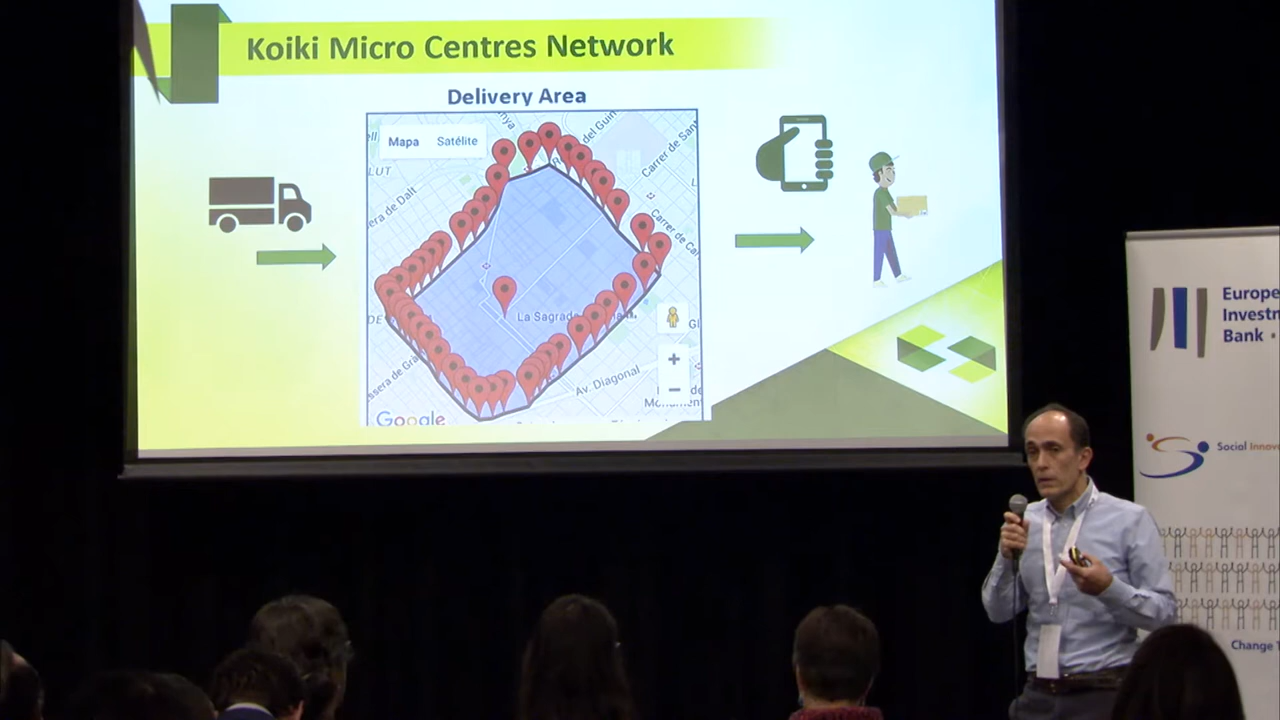 Koiki Micro Centres Network
Delivery Area
Mapa Satélite
La Sagrada
Av. Diagonal
Google
Europe
Investm
Bank
Social Innov
Change